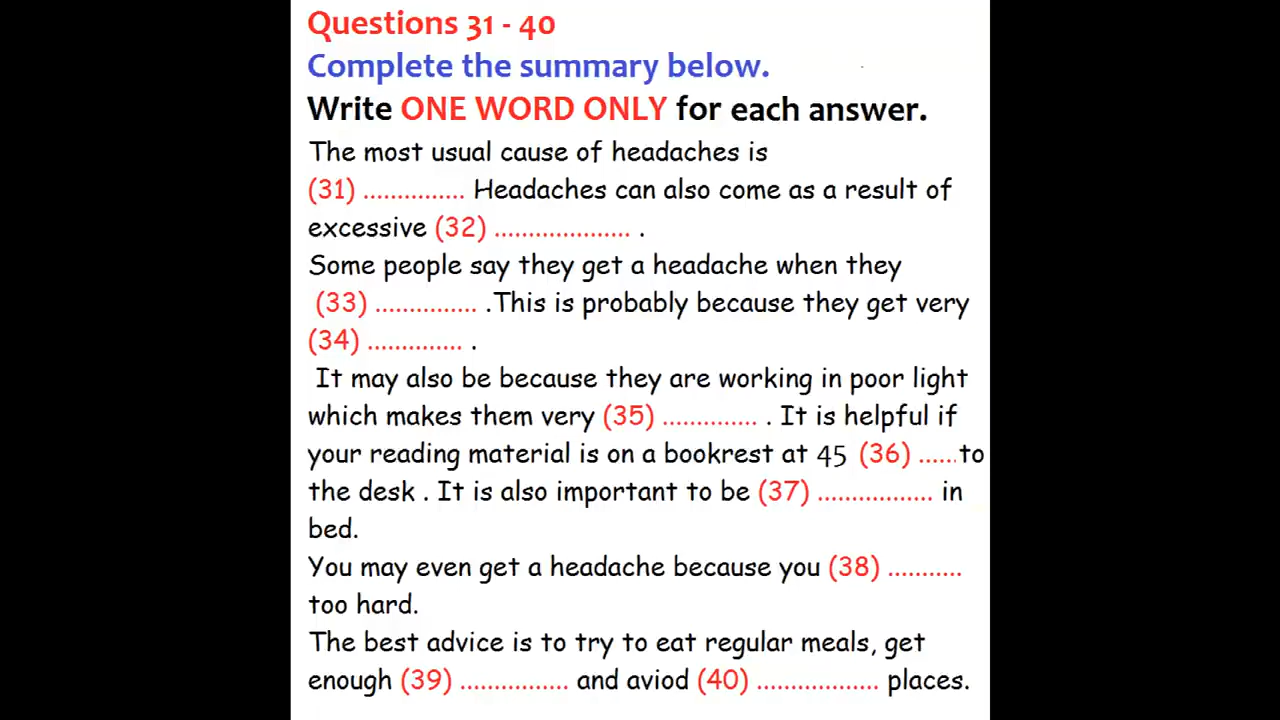 Questions 31 - 40
Complete the summary below.
Write ONE WORD ONLY for each answer.
The most usual cause of headaches is
(31) ............... Headaches can also come as a result of
excessive (32) .................... .
Some people say they get a headache when they
(33) ............... .This is probably because they get very
(34) .............. .
It may also be because they are working in poor light
which makes them very (35) .............. . It is helpful if
your reading material is on a bookrest at 45 (36) ......to
the desk . It is also important to be (37) ................. in
bed.
You may even get a headache because you (38) ...........
too hard.
The best advice is to try to eat regular meals, get
enough (39) ................ and aviod (40) .................. places.